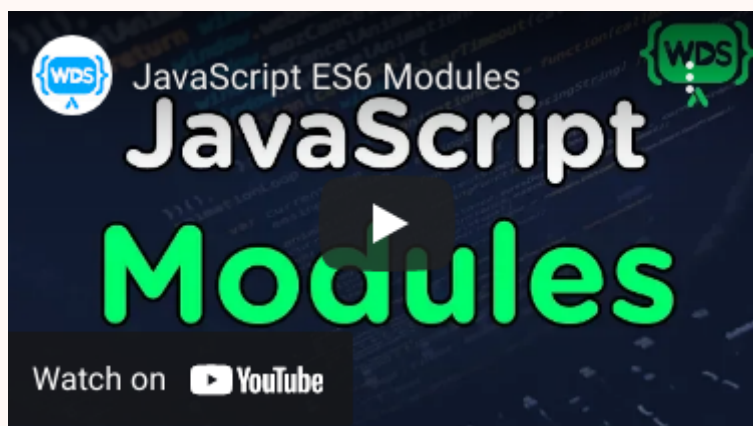 {WDS}
JavaScript ES6 Modules
{WDS}
JavaScript
Modules
Watch on YouTube